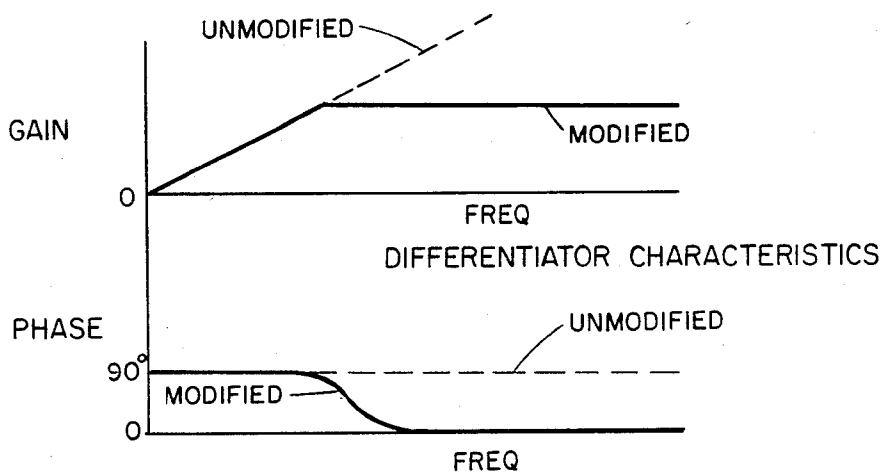 UNMODIFIED
GAIN
MODIFIED
0
FREQ
DIFFERENTIATOR CHARACTERISTICS
PHASE
UNMODIFIED
90°
MODIFIED
0
FREQ